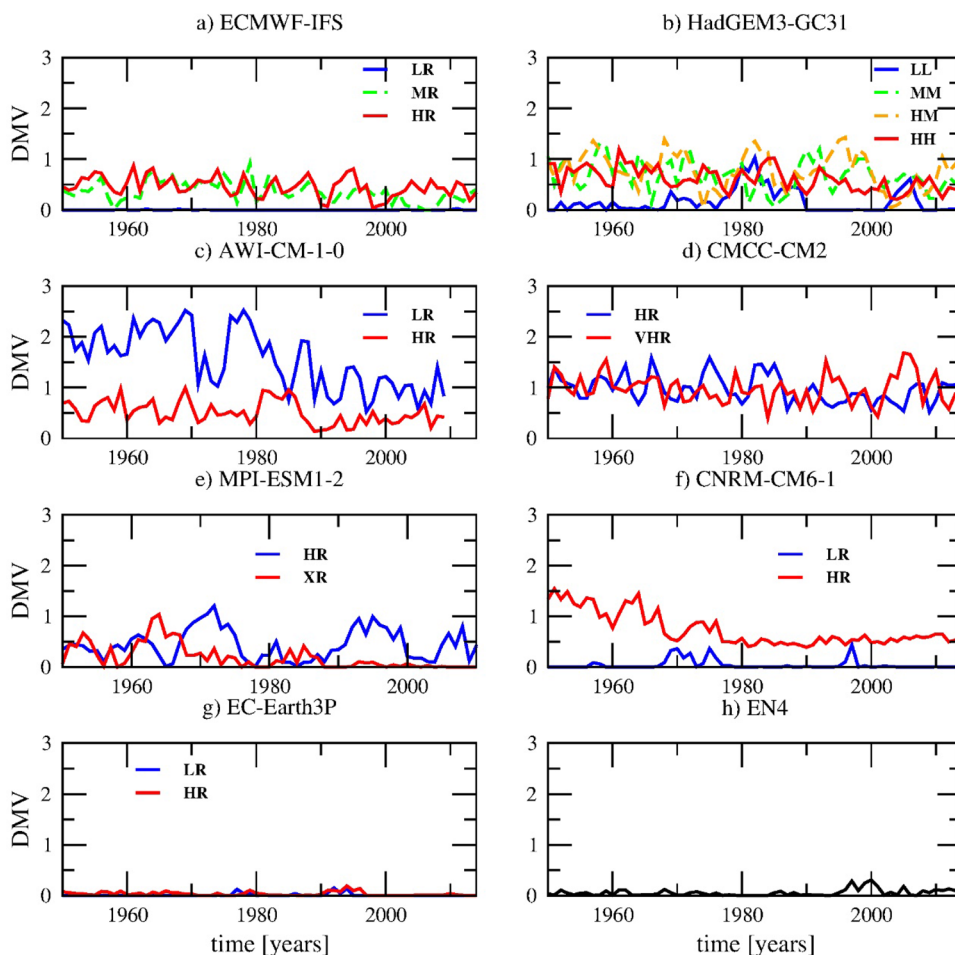 a) ECMWF-IFS
b) HadGEM3-GC31
DMV
3
2
1
0
LR
MR
HR
1960
1980
2000
3
2
1
0
LL
MM
HM
HH
1960
1980
2000
c) AWI-CM-1-0
d) CMCC-CM2
DMV
3
2
1
0
LR
HR
1960
1980
2000
3
2
1
0
HR
VHR
1960
1980
2000
e) MPI-ESM1-2
f) CNRM-CM6-1
DMV
3
2
1
0
HR
XR
1960
1980
2000
3
2
1
0
LR
HR
1960
1980
2000
g) EC-Earth3P
h) EN4
DMV
3
2
1
0
LR
HR
1960
1980
2000
time [years]
3
2
1
0
1960
1980
2000
time [years]